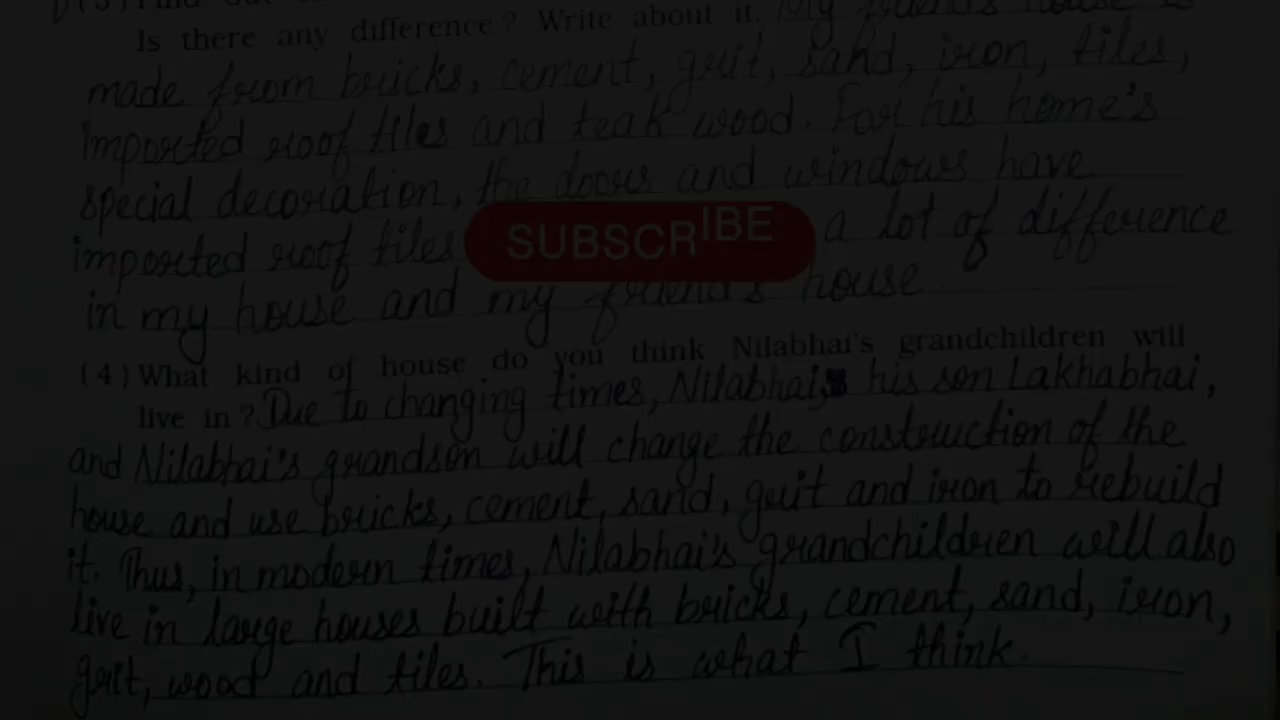 Is there any difference? Write about it. My friend's house is
made from bricks, cement, grit, sand, iron, tiles,
imported roof tiles and teak wood. For his home's
special decoration, the doors and windows have
imported roof tiles a lot of difference
SUBSCRIBE
in my house and my friend's house.
(4) What kind of house do you think Nilabhai's grandchildren will
live in? Due to changing times, Nilabhai, his son Lakhabhai,
and Nilabhai's grandson will change the construction of the
house and use bricks, cement, sand, grit and iron to rebuild
it. Thus, in modern times, Nilabhai's grandchildren will also
live in large houses built with bricks, cement, sand, iron,
grit, wood and tiles. This is what I think.